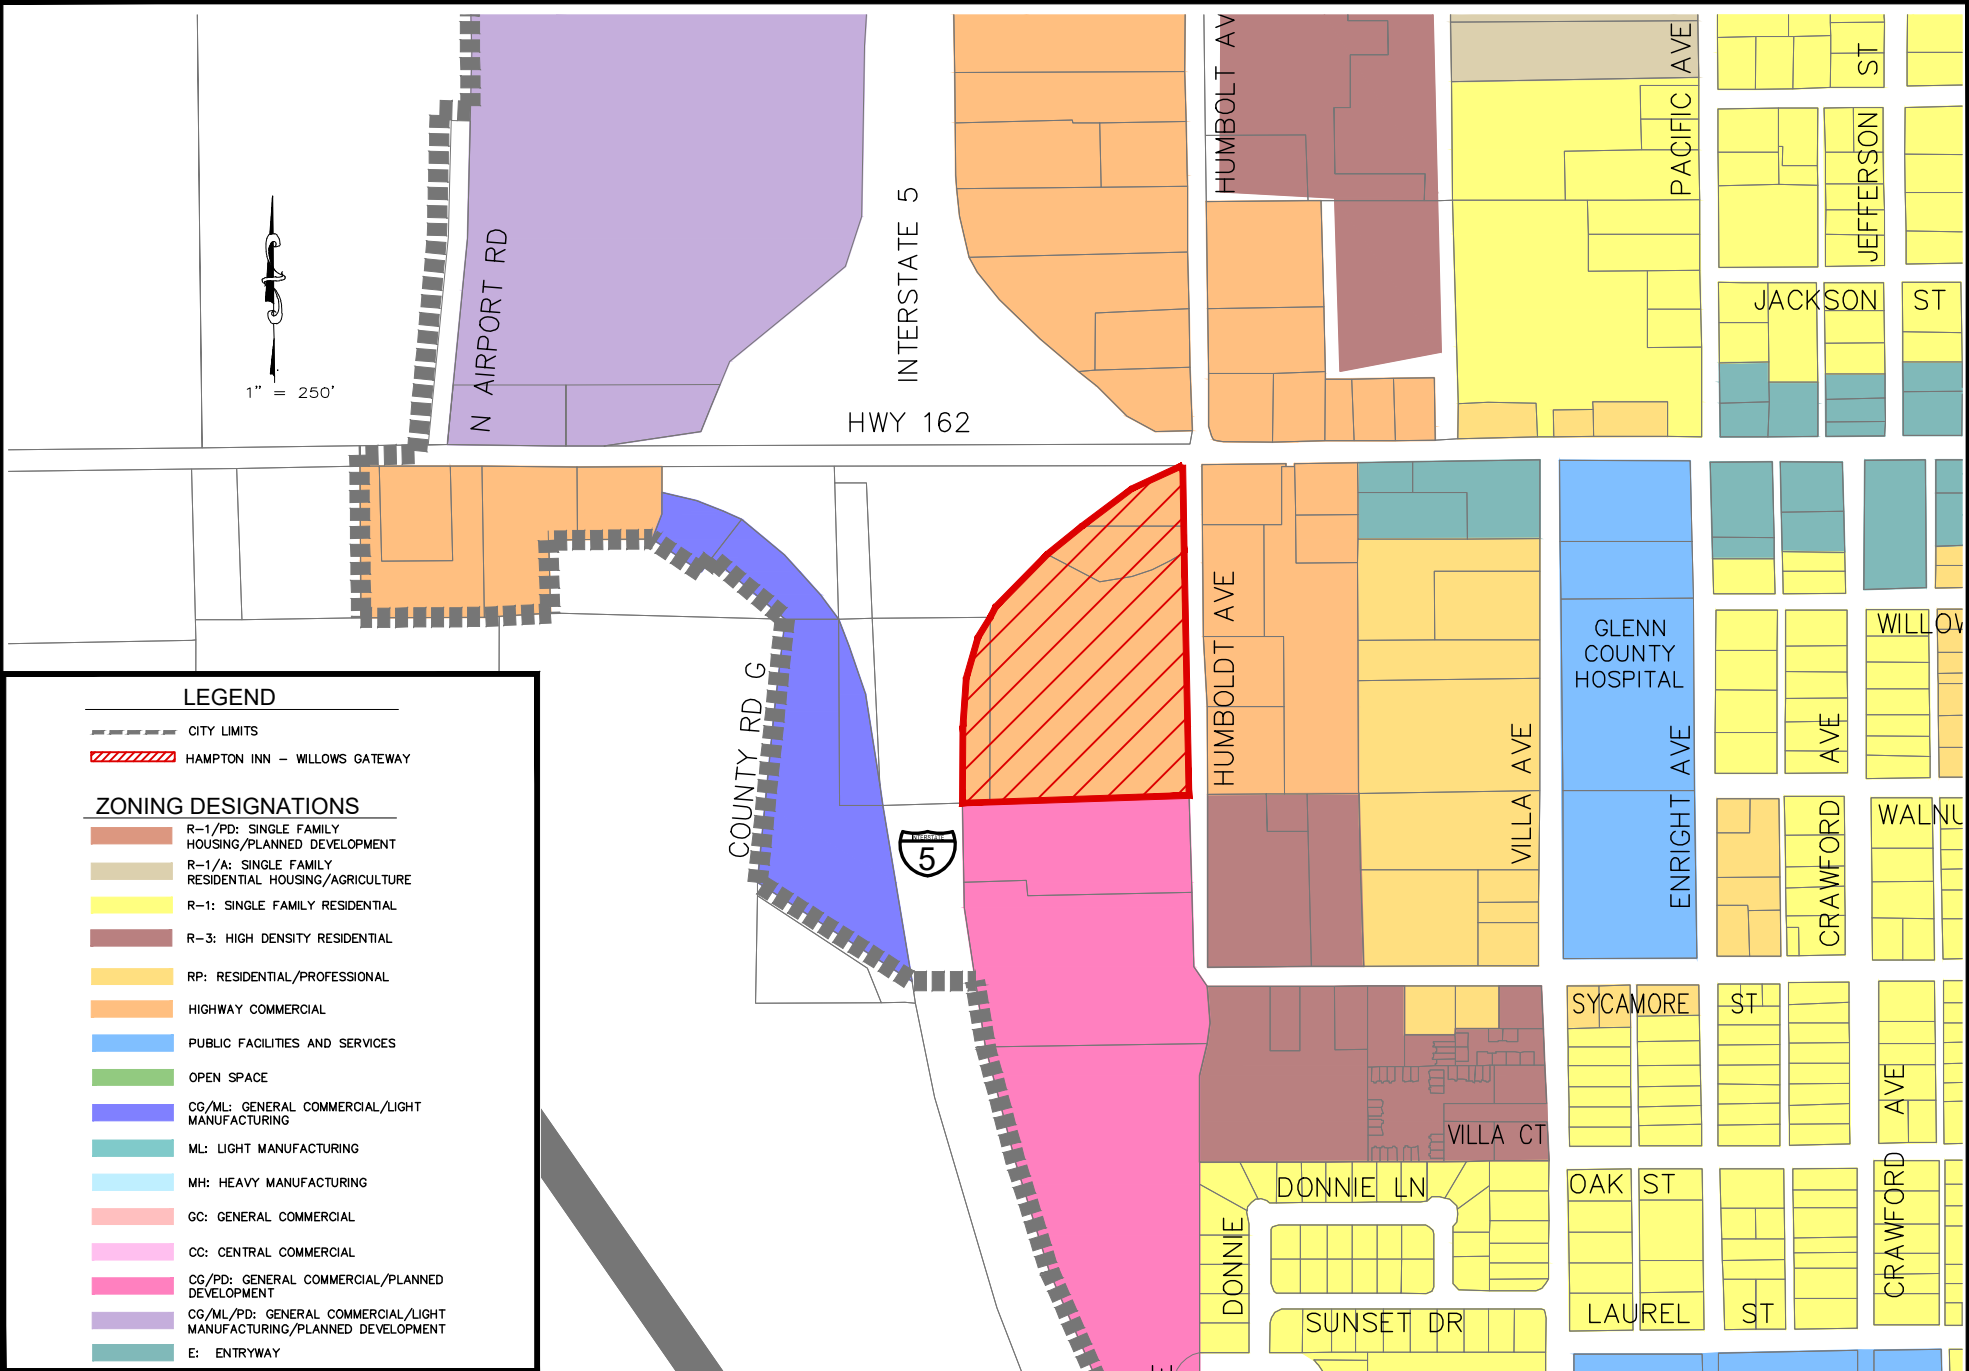 HUMBOLT AV
PACIFIC AVE
ST
JEFFERSON
N AIRPORT RD
INTERSTATE 5
JACKSON ST
1" = 250'
HWY 162
HUMBOLDT AVE
GLENN
COUNTY
HOSPITAL
WILLOW
COUNTY RD G
VILLA AVE
ENRIGHT AVE
AVE
CRAWFORD
WALNU
INTERSTATE
5
SYCAMORE ST
AVE
VILLA CT
DONNIE LN
OAK ST
CRAWFORD
DONNIE
LAUREL ST
SUNSET DR
E
LEGEND
CITY LIMITS
HAMPTON INN - WILLOWS GATEWAY
ZONING DESIGNATIONS
R-1/PD: SINGLE FAMILY
HOUSING/PLANNED DEVELOPMENT
R-1/A: SINGLE FAMILY
RESIDENTIAL HOUSING/AGRICULTURE
R-1: SINGLE FAMILY RESIDENTIAL
R-3: HIGH DENSITY RESIDENTIAL
RP: RESIDENTIAL/PROFESSIONAL
HIGHWAY COMMERCIAL
PUBLIC FACILITIES AND SERVICES
OPEN SPACE
CG/ML: GENERAL COMMERCIAL/LIGHT
MANUFACTURING
ML: LIGHT MANUFACTURING
MH: HEAVY MANUFACTURING
GC: GENERAL COMMERCIAL
CC: CENTRAL COMMERCIAL
CG/PD: GENERAL COMMERCIAL/PLANNED
DEVELOPMENT
CG/ML/PD: GENERAL COMMERCIAL/LIGHT
MANUFACTURING/PLANNED DEVELOPMENT
E: ENTRYWAY